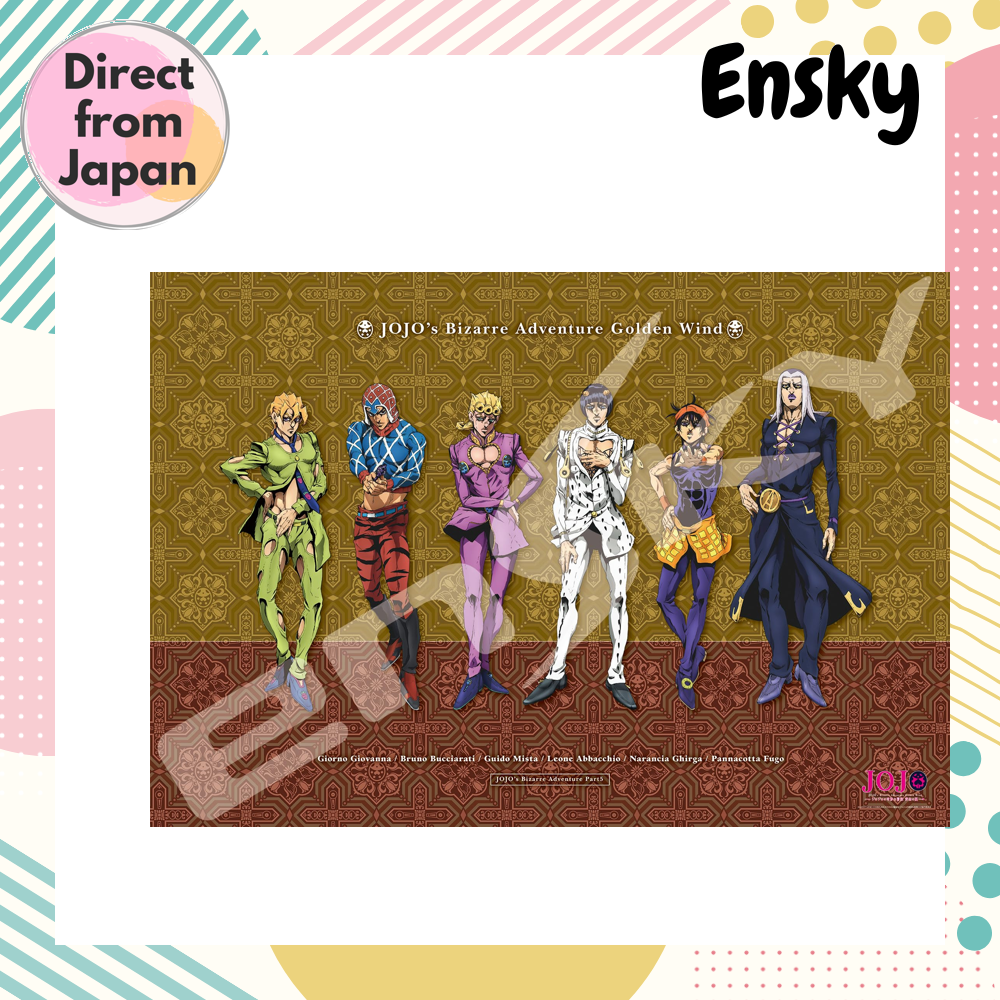 Direct
from
Japan
Ensky
JOJO's Bizarre Adventure Golden Wind
ensky
Giorno Giovanna / Bruno Bucciarati / Guido Mista / Leone Abbacchio / Narancia Ghirga / Pannacotta Fugo
JOJO's Bizarre Adventure Part5
JOJO